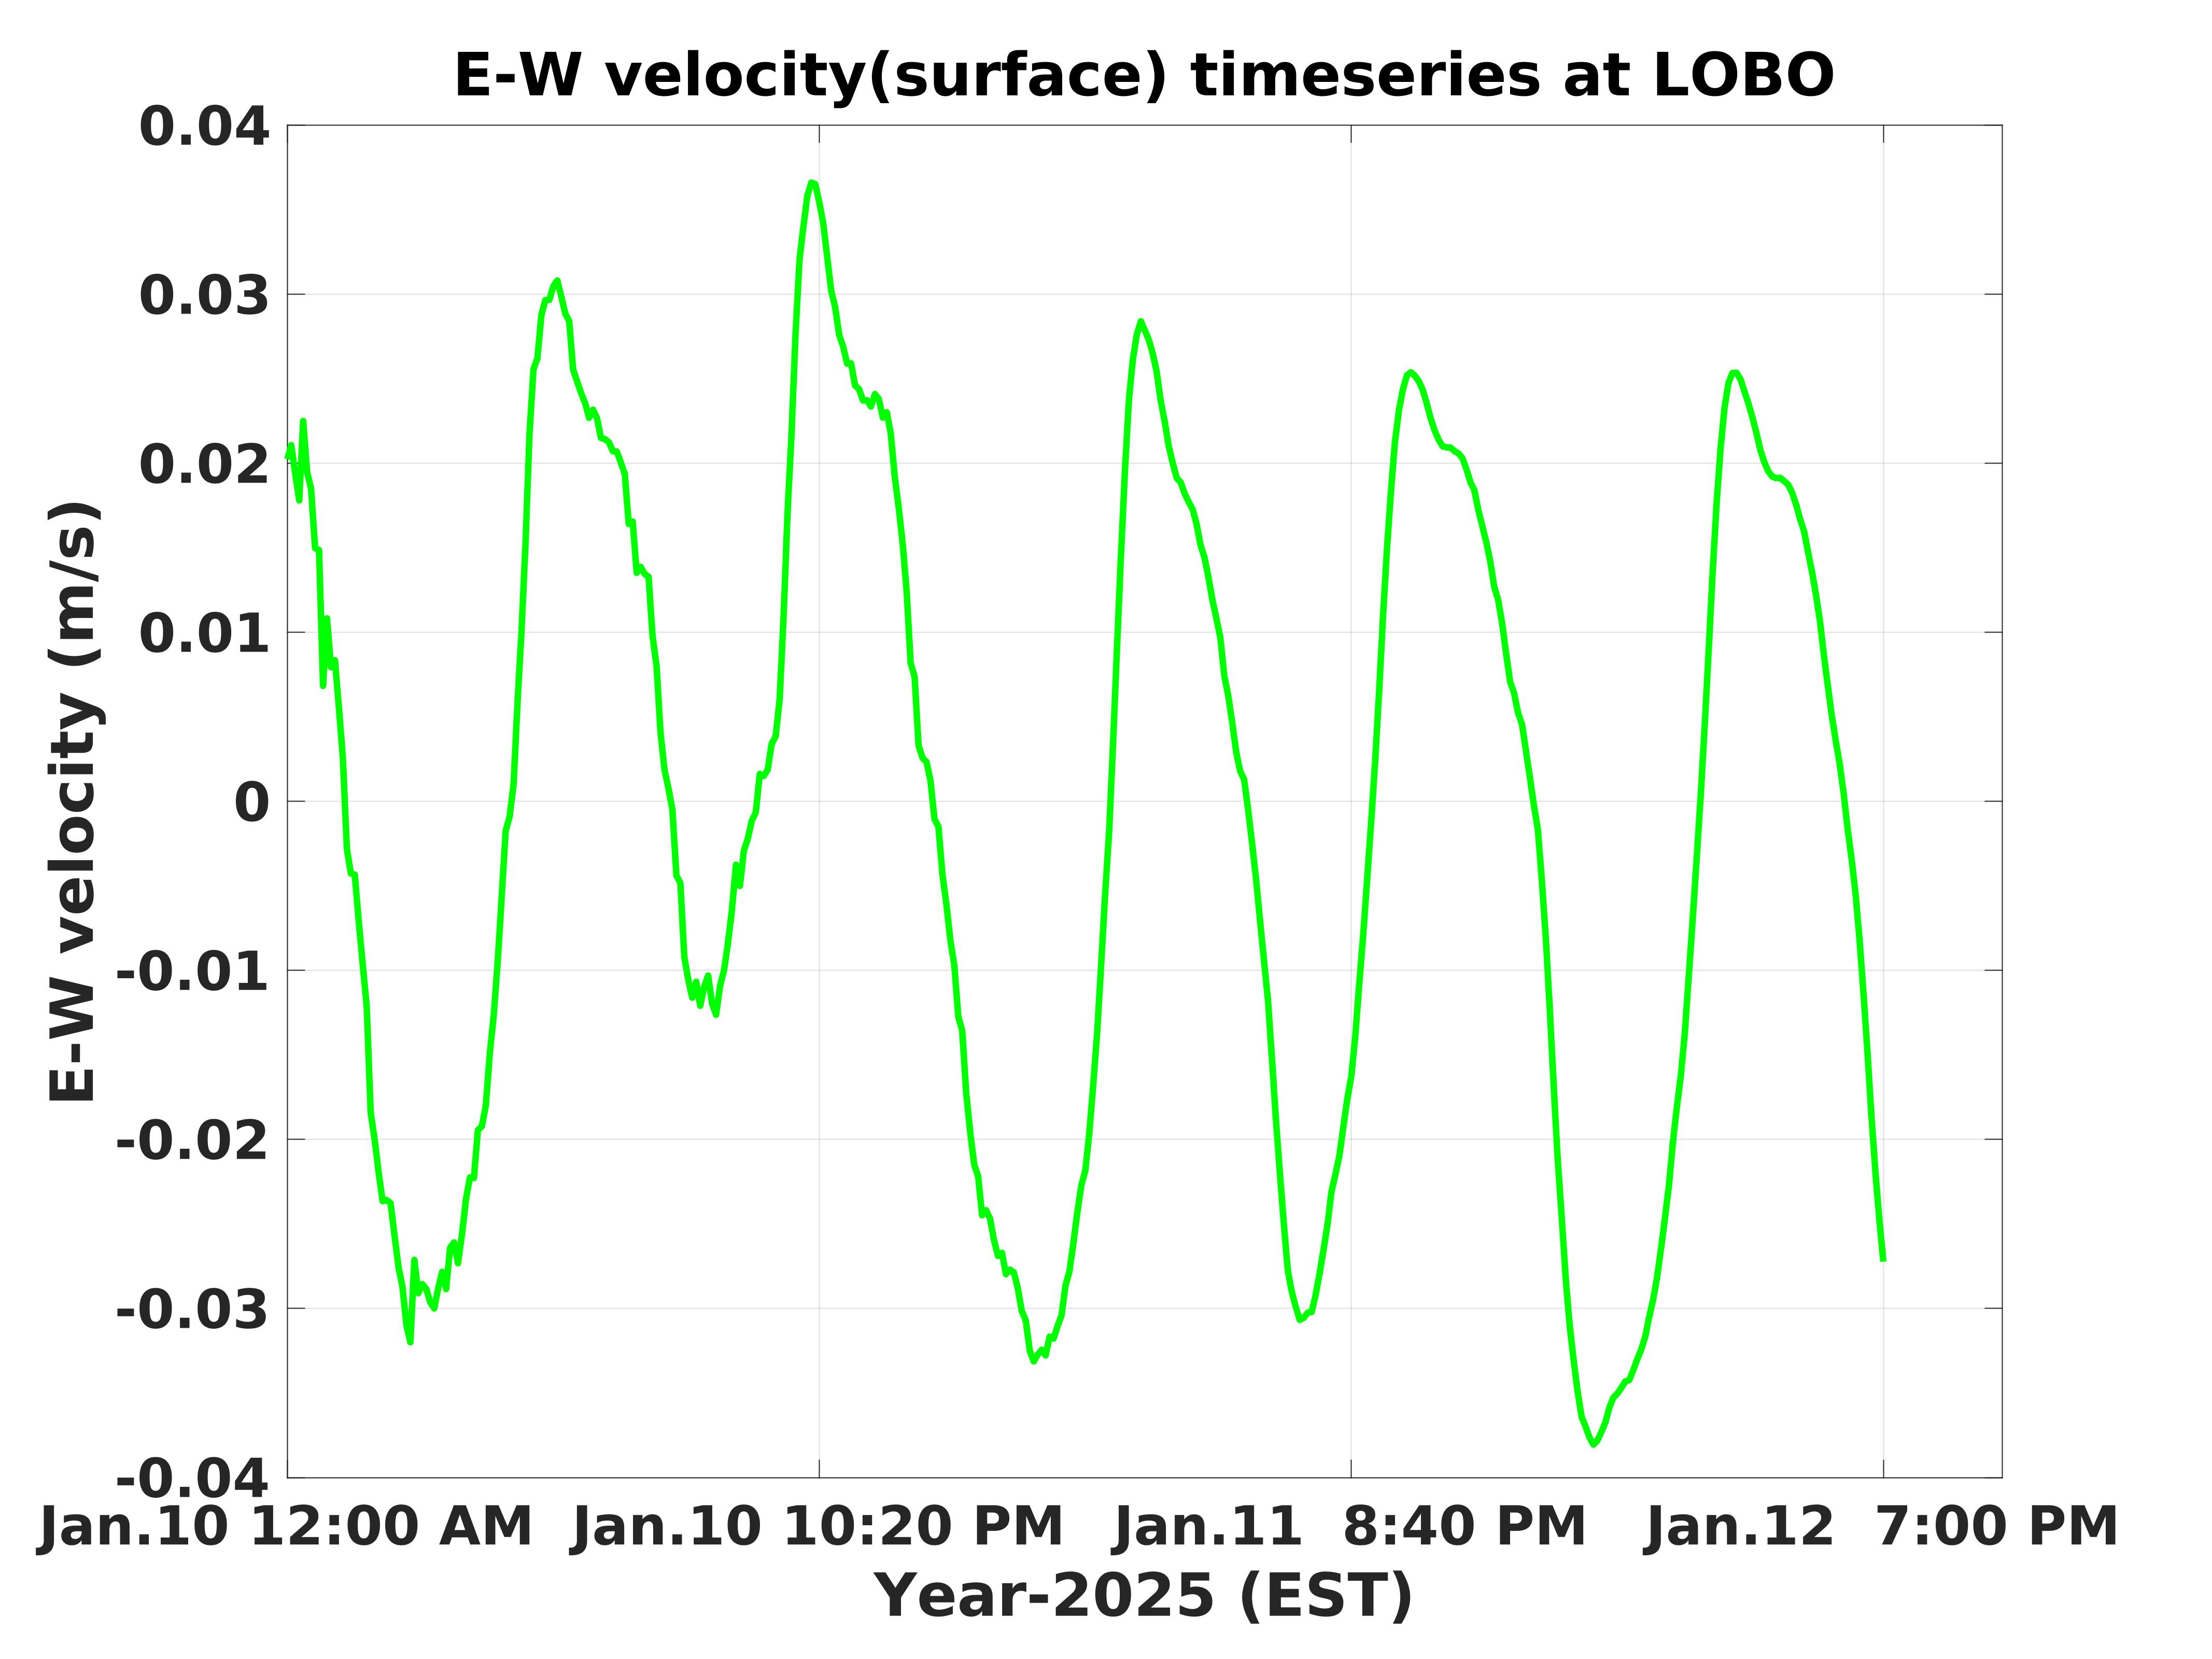 E-W velocity(surface) timeseries at LOBO
E-W velocity (m/s)
0.04
0.03
0.02
0.01
0
-0.01
-0.02
-0.03
-0.04
Jan.10 12:00 AM Jan.10 10:20 PM Jan.11 8:40 PM Jan.12 7:00 PM
Year-2025 (EST)